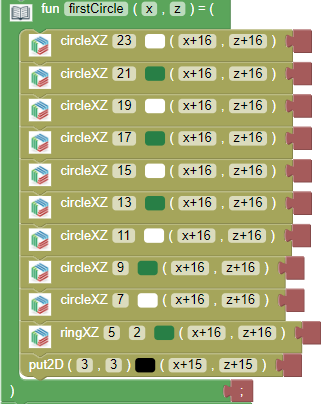 fun firstCircle ( x , z ) = (
circleXZ 23 ( x+16 , z+16 )
circleXZ 21 ( x+16 , z+16 )
circleXZ 19 ( x+16 , z+16 )
circleXZ 17 ( x+16 , z+16 )
circleXZ 15 ( x+16 , z+16 )
circleXZ 13 ( x+16 , z+16 )
circleXZ 11 ( x+16 , z+16 )
circleXZ 9 ( x+16 , z+16 )
circleXZ 7 ( x+16 , z+16 )
ringXZ 5 2 ( x+16 , z+16 )
put2D ( 3 , 3 ) ( x+15 , z+15 )
) ;